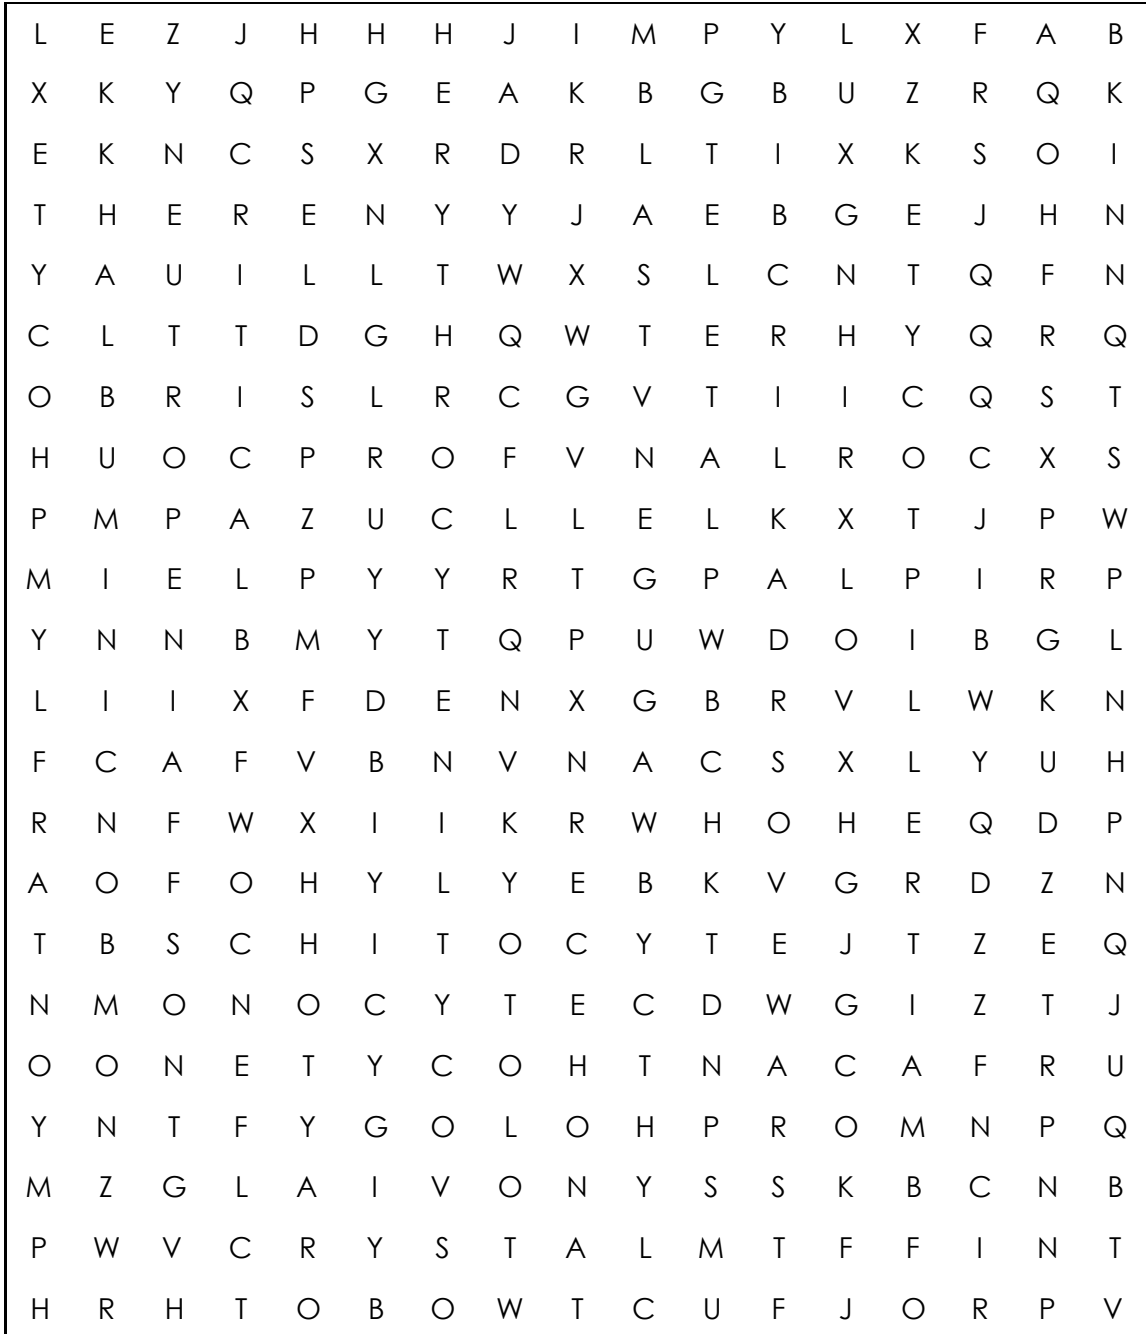 L E Z J H H H J I M P Y L X F A B
X K Y Q P G E A K B G B U Z R Q K
E K N C S X R D R L T I X K S O I
T H E R E N Y Y J A E B G E J H N
Y A U I L L T W X S L C N T Q F N
C L T T D G H Q W T E R H Y Q R Q
O B R I S L R C G V T I I C Q S T
H U O C P R O F V N A L R O C X S
P M P A Z U C L L E L K X T J P W
M I E L P Y Y R T G P A L P I R P
Y N N B M Y T Q P U W D O I B G L
L I I X F D E N X G B R V L W K N
F C A F V B N V N A C S X L Y U H
R N F W X I I K R W H O H E Q D P
A O F O H Y L Y E B K V G R D Z N
T B S C H I T O C Y T E J T Z E Q
N M O N O C Y T E C D W G I Z T J
O O N E T Y C O H T N A C A F R U
Y N T F Y G O L O H P R O M N P Q
M Z G L A I V O N Y S S K B C N B
P W V C R Y S T A L M T F F I N T
H R H T O B O W T C U F J O R P V